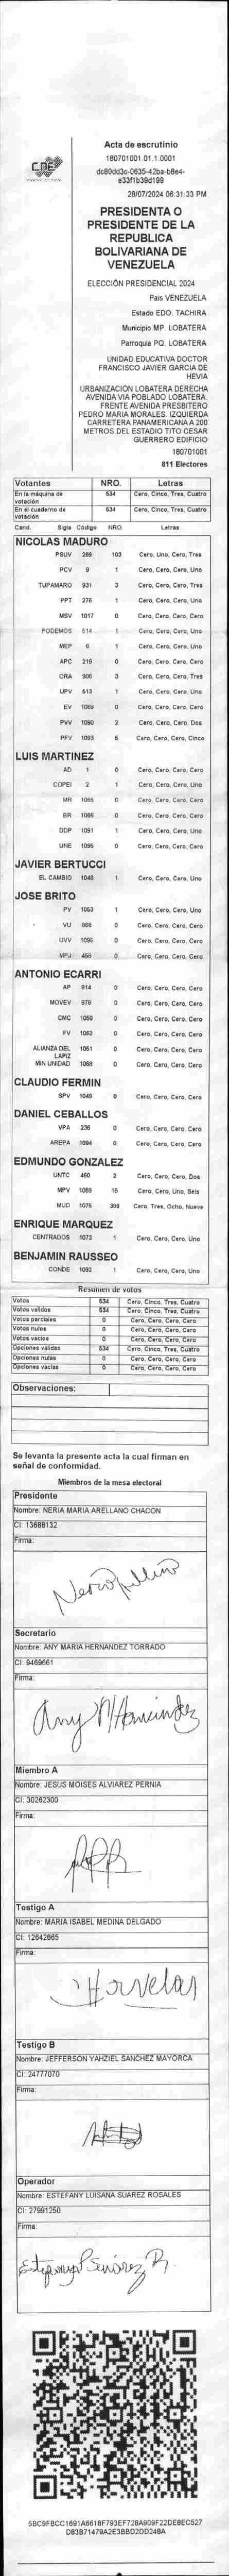 CNE
Acta de escrutinio
180701001.01.1.0001
dc80dd3c-0635-42ba-b8e4-
e33f1b39d199
28/07/2024 06:31:33 PM
PRESIDENTA O
PRESIDENTE DE LA
REPUBLICA
BOLIVARIANA DE
VENEZUELA
ELECCIÓN PRESIDENCIAL 2024
País VENEZUELA
Estado EDO. TACHIRA
Municipio MP. LOBATERA
Parroquia PQ. LOBATERA
UNIDAD EDUCATIVA DOCTOR
FRANCISCO JAVIER GARCIA DE
HEVIA
URBANIZACIÓN LOBATERA DERECHA
AVENIDA VIA POBLADO LOBATERA.
FRENTE AVENIDA PRESBITERO
PEDRO MARIA MORALES. IZQUIERDA
CARRETERA PANAMERICANA A 200
METROS DEL ESTADIO TITO CESAR
GUERRERO EDIFICIO
180701001
811 Electores
Votantes NRO. Letras
En la máquina de votación 534 Cero, Cinco, Tres, Cuatro
En el cuaderno de votación 534 Cero, Cinco, Tres, Cuatro
Cand. Sigla Código NRO. Letras
NICOLAS MADURO
PSUV 269 103 Cero, Uno, Cero, Tres
PCV 9 1 Cero, Cero, Cero, Uno
TUPAMARO 931 3 Cero, Cero, Cero, Tres
PPT 276 1 Cero, Cero, Cero, Uno
MSV 1017 0 Cero, Cero, Cero, Cero
PODEMOS 514 1 Cero, Cero, Cero, Uno
MEP 6 1 Cero, Cero, Cero, Uno
APC 219 0 Cero, Cero, Cero, Cero
ORA 906 3 Cero, Cero, Cero, Tres
UPV 513 1 Cero, Cero, Cero, Uno
EV 1069 0 Cero, Cero, Cero, Cero
PVV 1090 2 Cero, Cero, Cero, Dos
PFV 1093 5 Cero, Cero, Cero, Cinco
LUIS MARTINEZ
AD 1 0 Cero, Cero, Cero, Cero
COPEI 2 1 Cero, Cero, Cero, Uno
MR 1055 0 Cero, Cero, Cero, Cero
BR 1066 0 Cero, Cero, Cero, Cero
DDP 1091 1 Cero, Cero, Cero, Uno
UNE 1095 0 Cero, Cero, Cero, Cero
JAVIER BERTUCCI
EL CAMBIO 1048 1 Cero, Cero, Cero, Uno
JOSE BRITO
PV 1053 1 Cero, Cero, Cero, Uno
VU 868 0 Cero, Cero, Cero, Cero
UVV 1096 0 Cero, Cero, Cero, Cero
MPJ 458 0 Cero, Cero, Cero, Cero
ANTONIO ECARRI
AP 914 0 Cero, Cero, Cero, Cero
MOVEV 979 0 Cero, Cero, Cero, Cero
CMC 1050 0 Cero, Cero, Cero, Cero
FV 1062 0 Cero, Cero, Cero, Cero
ALIANZA DEL LAPIZ 1051 0 Cero, Cero, Cero, Cero
MIN UNIDAD 1068 0 Cero, Cero, Cero, Cero
CLAUDIO FERMIN
SPV 1049 0 Cero, Cero, Cero, Cero
DANIEL CEBALLOS
VPA 236 0 Cero, Cero, Cero, Cero
AREPA 1094 0 Cero, Cero, Cero, Cero
EDMUNDO GONZALEZ
UNTC 460 2 Cero, Cero, Cero, Dos
MPV 1069 16 Cero, Cero, Uno, Seis
MUD 1075 389 Cero, Tres, Ocho, Nueve
ENRIQUE MARQUEZ
CENTRADOS 1073 1 Cero, Cero, Cero, Uno
BENJAMIN RAUSSEO
CONDE 1092 1 Cero, Cero, Cero, Uno
Resumen de votos
Votos 534 Cero, Cinco, Tres, Cuatro
Votos validos 534 Cero, Cinco, Tres, Cuatro
Votos parciales 0 Cero, Cero, Cero, Cero
Votos nulos 0 Cero, Cero, Cero, Cero
Votos vacios 0 Cero, Cero, Cero, Cero
Opciones validas 534 Cero, Cinco, Tres, Cuatro
Opciones nulas 0 Cero, Cero, Cero, Cero
Opciones vacias 0 Cero, Cero, Cero, Cero
Observaciones:
Se levanta la presente acta la cual firman en
señal de conformidad.
Miembros de la mesa electoral
Presidente
Nombre: NERIA MARIA ARELLANO CHACON
CI: 13688132
Firma:
Secretario
Nombre: ANY MARIA HERNANDEZ TORRADO
CI: 9469661
Firma:
Any M Hernandez
Miembro A
Nombre: JESUS MOISES ALVIAREZ PERNIA
CI: 30262300
Firma:
Testigo A
Nombre: MARIA ISABEL MEDINA DELGADO
CI: 12642865
Firma:
Testigo B
Nombre: JEFFERSON YAHZIEL SANCHEZ MAYORCA
CI: 24777070
Firma:
Operador
Nombre: ESTEFANY LUISANA SUAREZ ROSALES
CI: 27991250
Firma:
Estefany Suárez R
5BC9FBCC1691A6618F793EF728A909F22DE8EC527
D83B71479A2E3BBD2DD248A